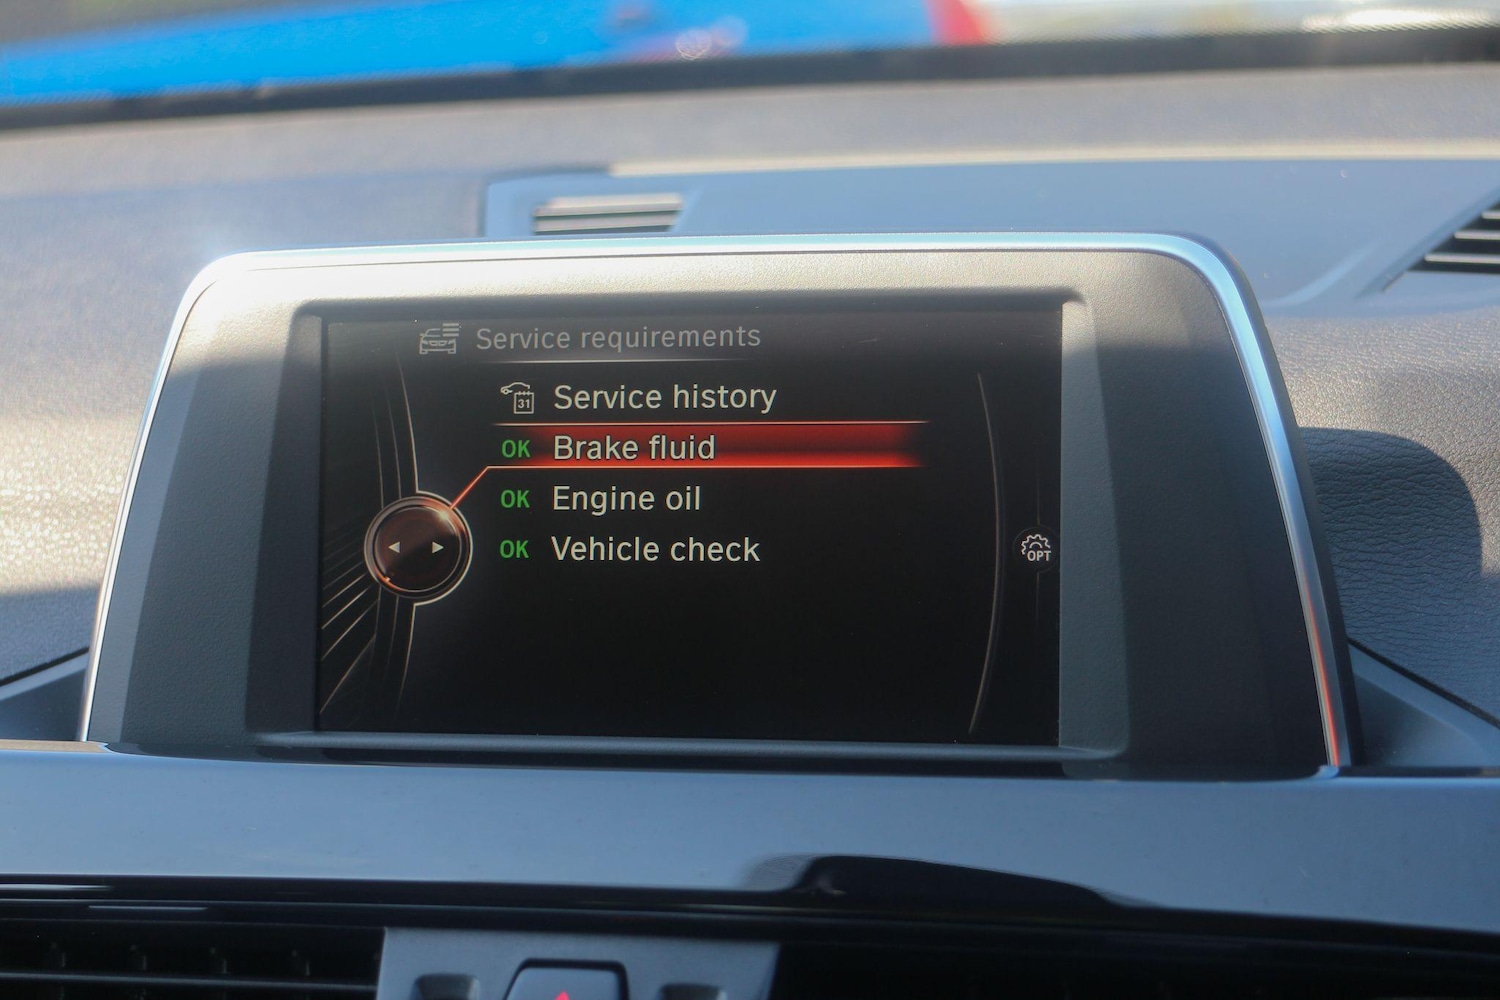 Service requirements
31 Service history
OK Brake fluid
OK Engine oil
OK Vehicle check
OPT